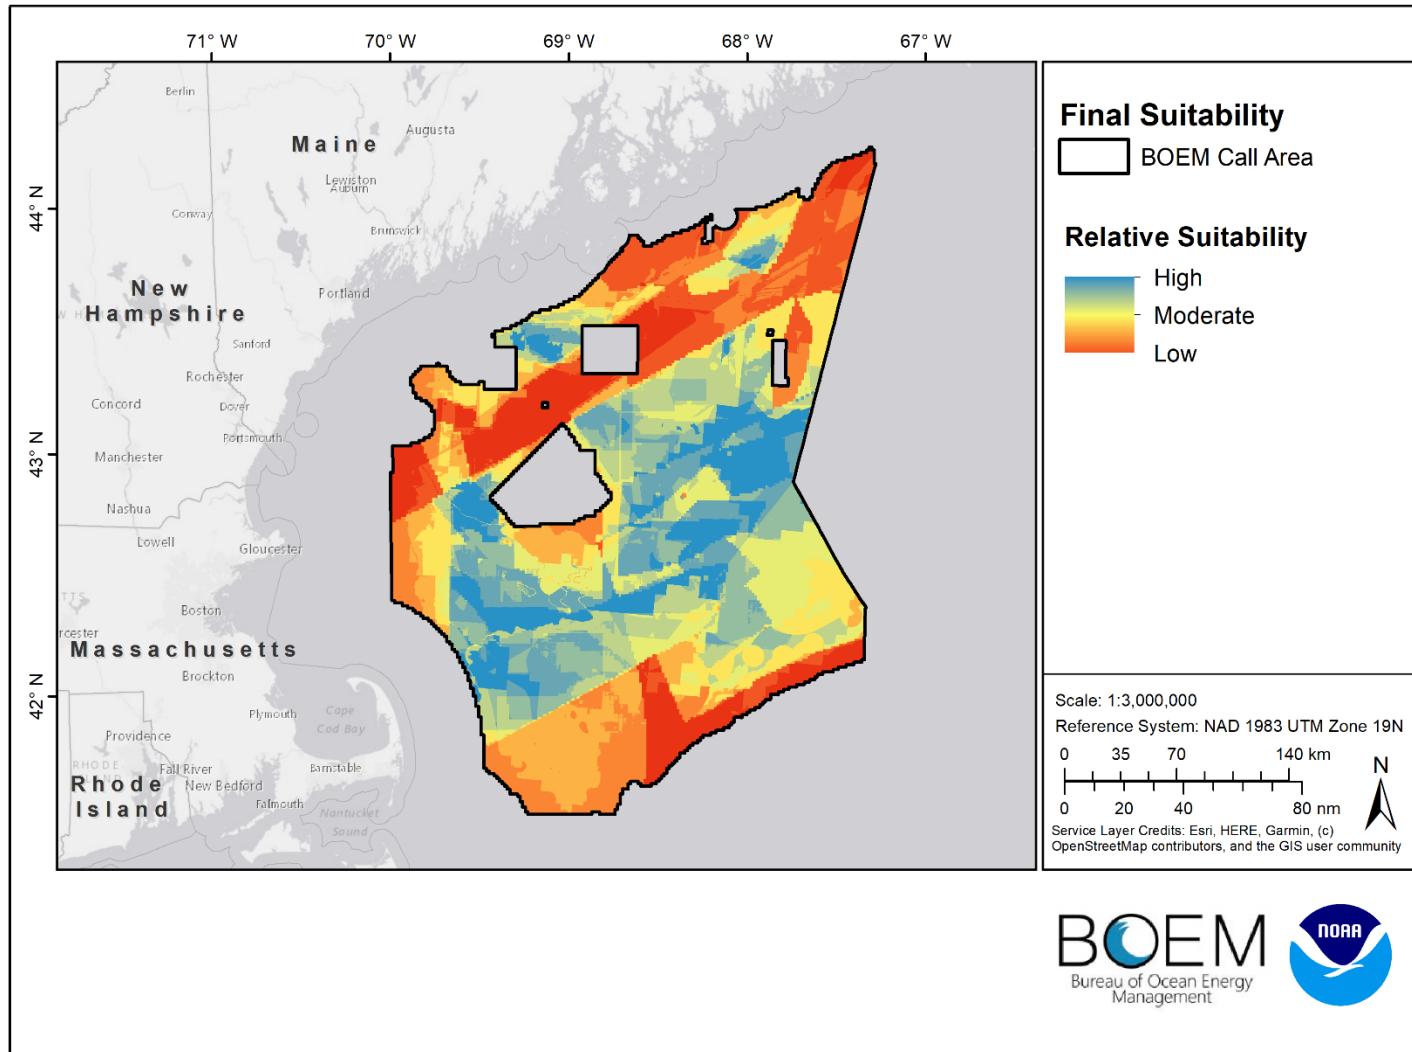 71° W
70° W
69° W
68° W
67° W
44° N
43° N
42° N
Berlin
Augusta
Maine
Lewiston
Auburn
Conway
Brunswick
New
Hampshire
Portland
Sanford
Rochester
Concord
Dover
Portsmouth
Manchester
Nashua
Lowell
Gloucester
Boston
rcester
Massachusetts
Brockton
Plymouth
Cape
Cod Bay
Providence
RHODE
Fall River
Barnstable
New Bedford
Rhode
Island
Falmouth
Nantucket
Sound
Final Suitability
BOEM Call Area
Relative Suitability
High
Moderate
Low
Scale: 1:3,000,000
Reference System: NAD 1983 UTM Zone 19N
0 35 70 140 km
0 20 40 80 nm
N
Service Layer Credits: Esri, HERE, Garmin, (c)
OpenStreetMap contributors, and the GIS user community
BOEM
Bureau of Ocean Energy
Management
NOAA